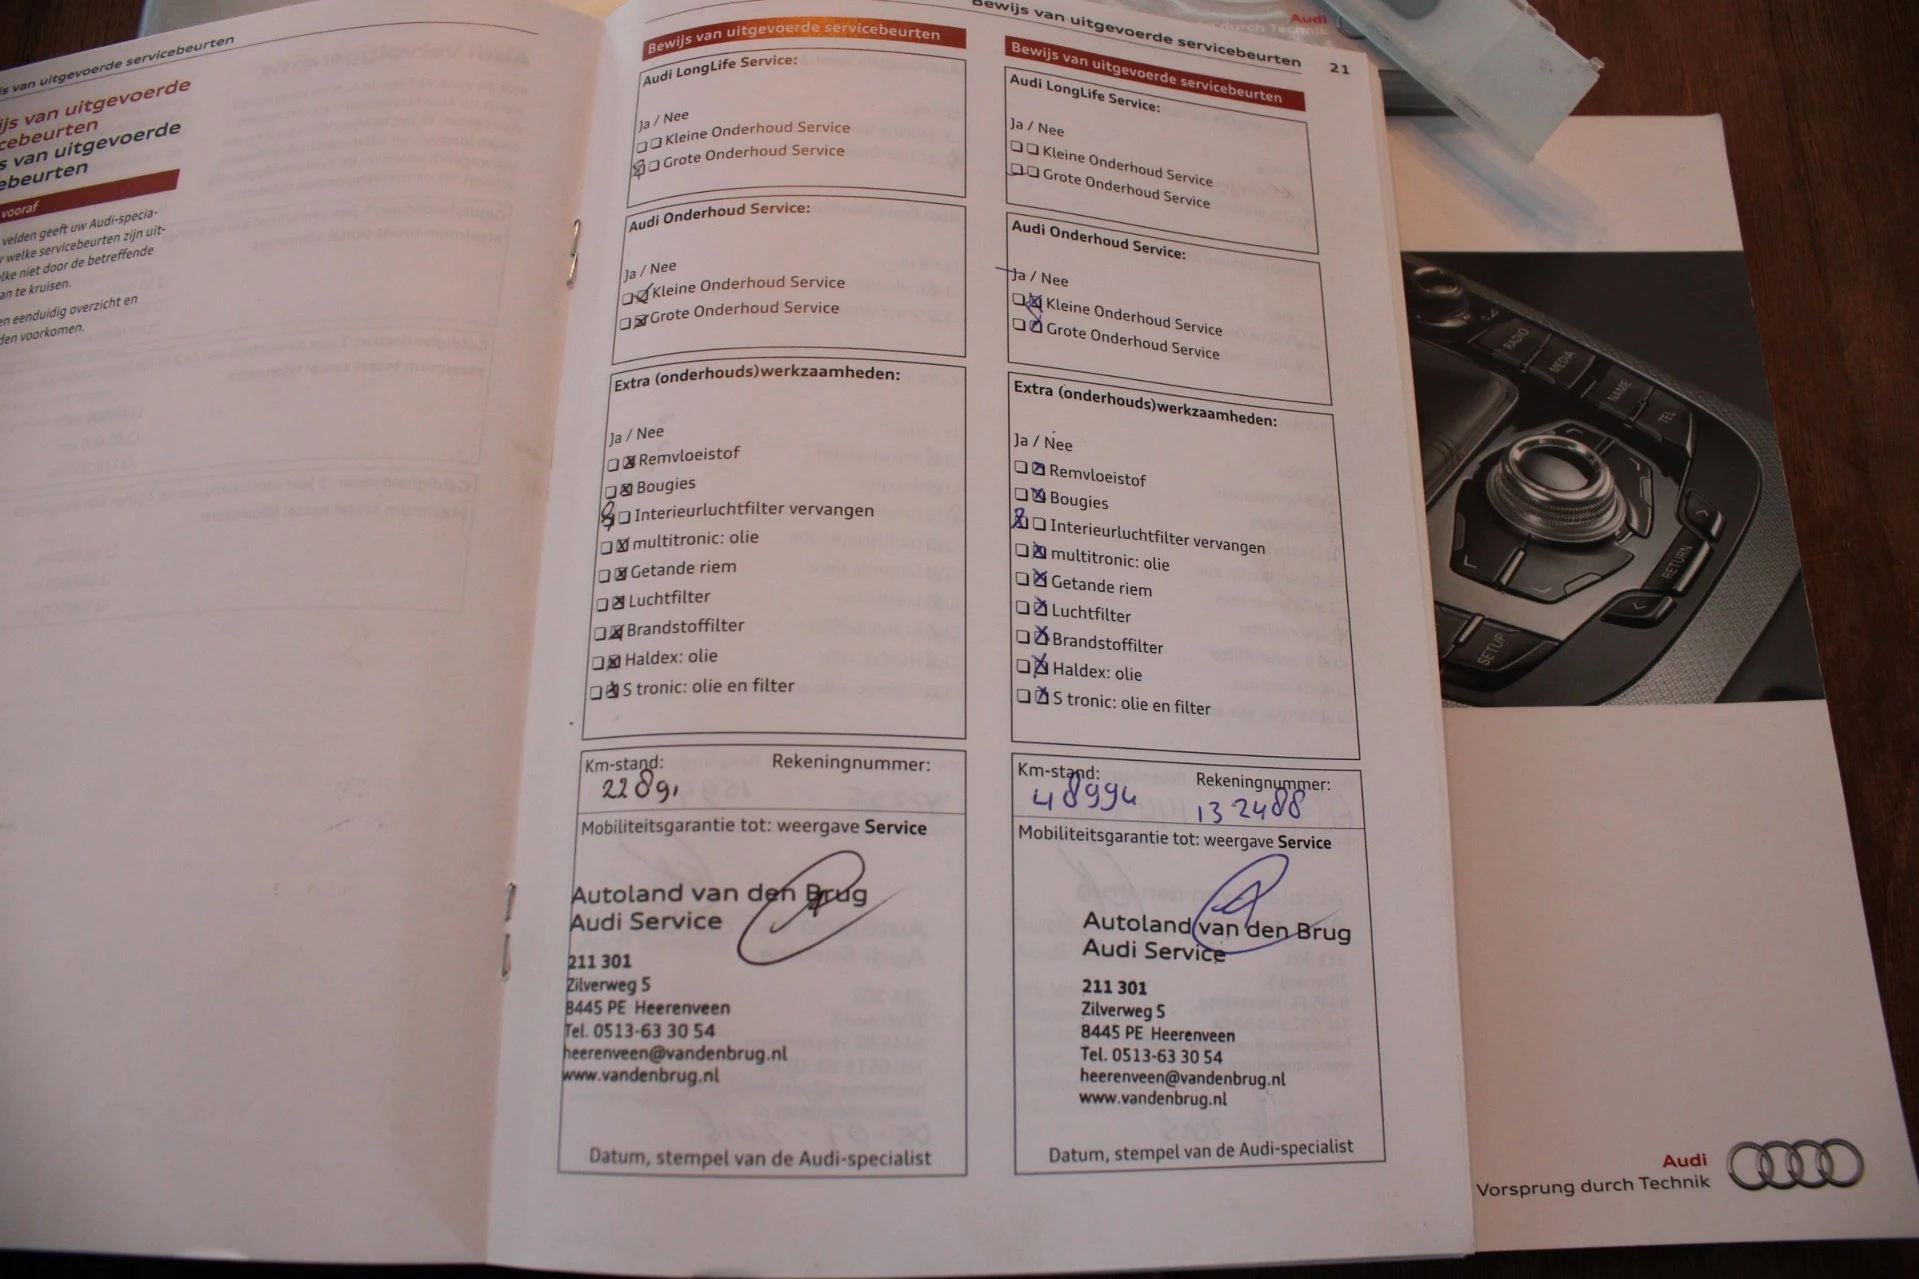 s van uitgevoerde servicebeurten
ijs van uitgevoerde
cebeurten
s van uitgevoerde
ebeurten
vooraf
velden geeft uw Audi-specia-
r welke servicebeurten zijn uit-
lke niet door de betreffende
an te kruisen.
en eenduidig overzicht en
den voorkomen.
Bewijs van uitgevoerde servicebeurten
Audi LongLife Service:
Ja / Nee
Kleine Onderhoud Service
Grote Onderhoud Service
Audi Onderhoud Service:
Ja / Nee
Kleine Onderhoud Service
Grote Onderhoud Service
Extra (onderhouds)werkzaamheden:
Ja / Nee
Remvloeistof
Bougies
Interieurluchtfilter vervangen
multitronic: olie
Getande riem
Luchtfilter
Brandstoffilter
Haldex: olie
S tronic: olie en filter
Km-stand:
Rekeningnummer:
Mobiliteitsgarantie tot: weergave Service
Autoland van den Brug
Audi Service
211 301
Zilverweg 5
8445 PE Heerenveen
Tel. 0513-63 30 54
heerenveen@vandenbrug.nl
www.vandenbrug.nl
Datum, stempel van de Audi-specialist
Bewijs van uitgevoerde servicebeurten 21
Bewijs van uitgevoerde servicebeurten
Audi LongLife Service:
Ja / Nee
Kleine Onderhoud Service
Grote Onderhoud Service
Audi Onderhoud Service:
Ja / Nee
Kleine Onderhoud Service
Grote Onderhoud Service
Extra (onderhouds)werkzaamheden:
Ja / Nee
Remvloeistof
Bougies
Interieurluchtfilter vervangen
multitronic: olie
Getande riem
Luchtfilter
Brandstoffilter
Haldex: olie
S tronic: olie en filter
Km-stand: Rekeningnummer:
48994 132488
Mobiliteitsgarantie tot: weergave Service
Autoland van den Brug
Audi Service
211 301
Zilverweg 5
8445 PE Heerenveen
Tel. 0513-63 30 54
heerenveen@vandenbrug.nl
www.vandenbrug.nl
Datum, stempel van de Audi-specialist
Audi
durch Technik
RADIO
MEDIA
NAME
TEL
RETURN
SETUP
Audi
Vorsprung durch Technik